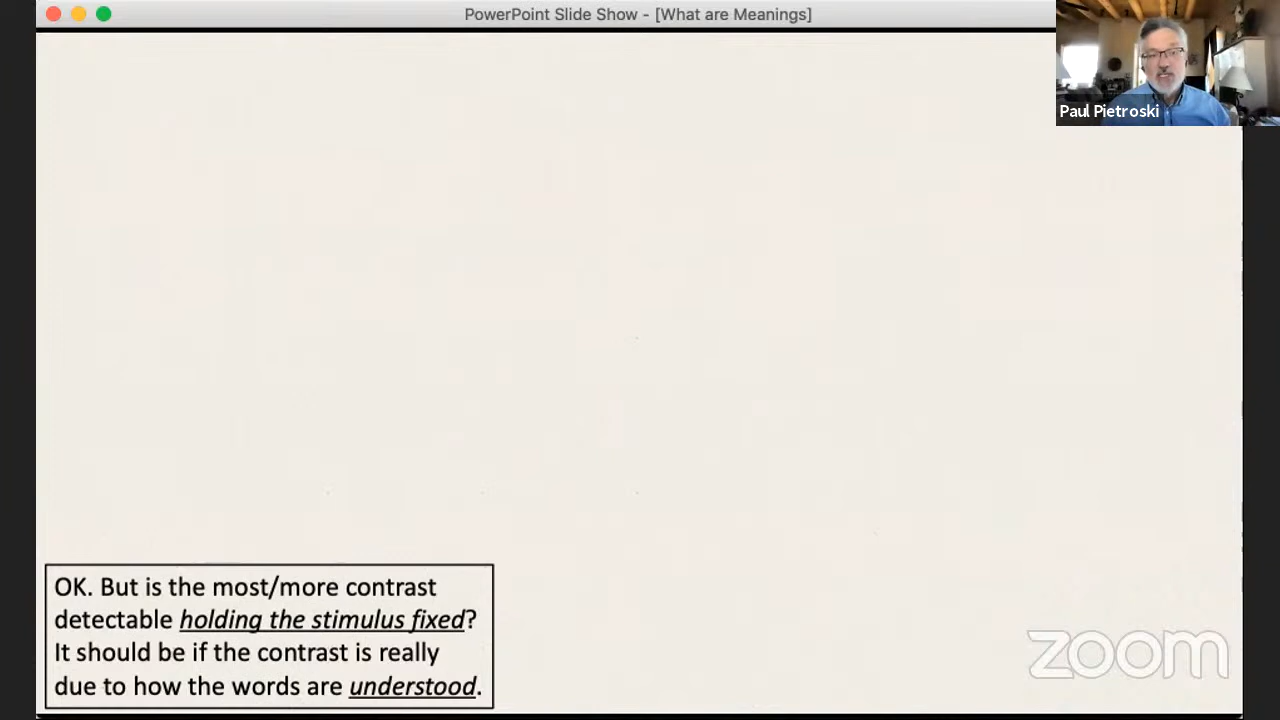 PowerPoint Slide Show - [What are Meanings]
Paul Pietroski
OK. But is the most/more contrast
detectable holding the stimulus fixed?
It should be if the contrast is really
due to how the words are understood.
zoom